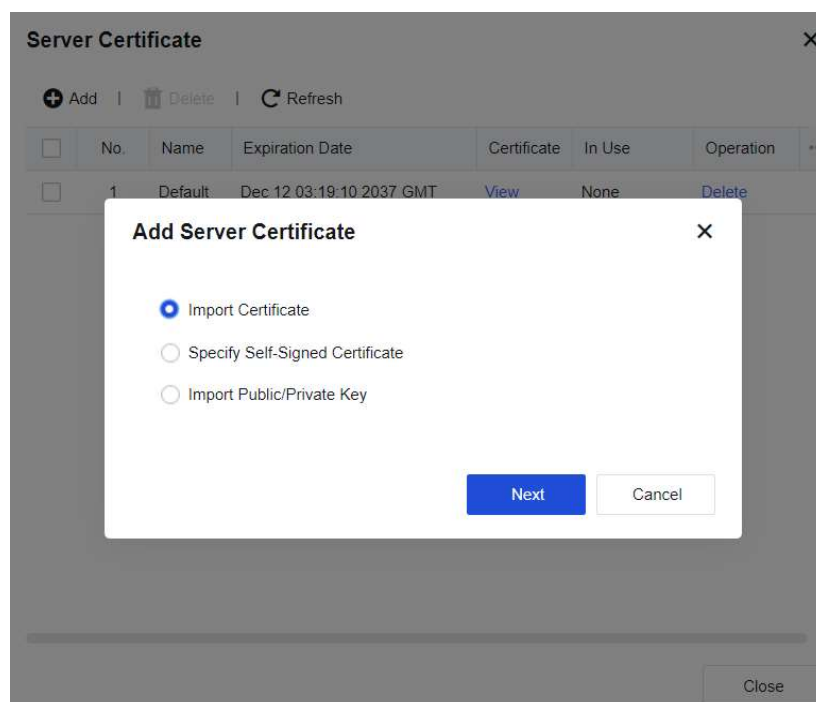 Server Certificate
Add | Delete | Refresh
No. Name Expiration Date Certificate In Use Operation
1 Default Dec 12 03:19:10 2037 GMT View None Delete
Add Server Certificate
Import Certificate
Specify Self-Signed Certificate
Import Public/Private Key
Next Cancel
Close